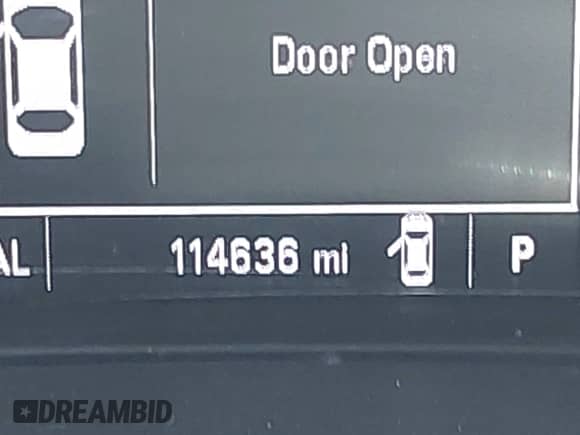 Door Open
AL 114636 mi P
DREAMBID